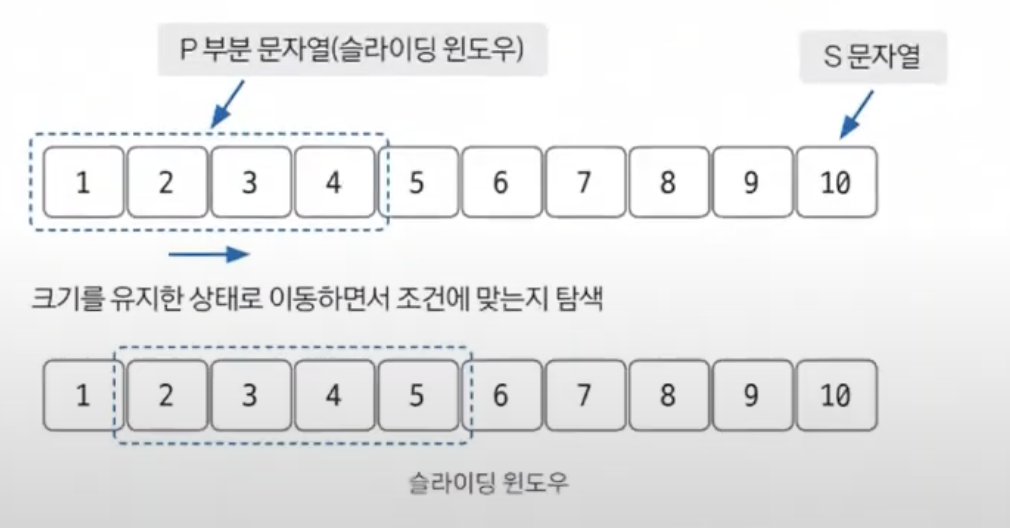 P 부분 문자열(슬라이딩 윈도우)
S 문자열
1 2 3 4 5 6 7 8 9 10
크기를 유지한 상태로 이동하면서 조건에 맞는지 탐색
1 2 3 4 5 6 7 8 9 10
슬라이딩 윈도우